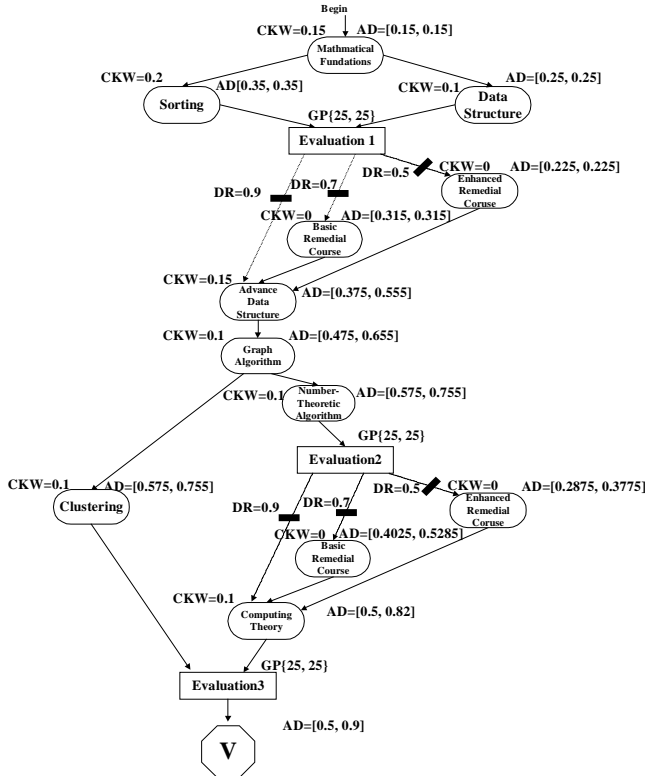 Begin
CKW=0.15
AD=[0.15, 0.15]
Mathmatical
Fundations
CKW=0.2
AD[0.35, 0.35]
AD=[0.25, 0.25]
CKW=0.1
Sorting
Data
Structure
GP{25, 25}
Evaluation 1
DR=0.9
DR=0.7
DR=0.5
CKW=0
AD=[0.225, 0.225]
Enhanced
Remedial
Coruse
CKW=0
AD=[0.315, 0.315]
Basic
Remedial
Course
CKW=0.15
Advance
Data
Structure
AD=[0.375, 0.555]
CKW=0.1
AD=[0.475, 0.655]
Graph
Algorithm
CKW=0.1
Number-
Theoretic
Algorithm
AD=[0.575, 0.755]
GP{25, 25}
Evaluation2
CKW=0.1
AD=[0.575, 0.755]
Clustering
DR=0.9
DR=0.7
DR=0.5
CKW=0
AD=[0.2875, 0.3775]
Enhanced
Remedial
Coruse
CKW=0
AD=[0.4025, 0.5285]
Basic
Remedial
Course
CKW=0.1
Computing
Theory
AD=[0.5, 0.82]
GP{25, 25}
Evaluation3
AD=[0.5, 0.9]
V